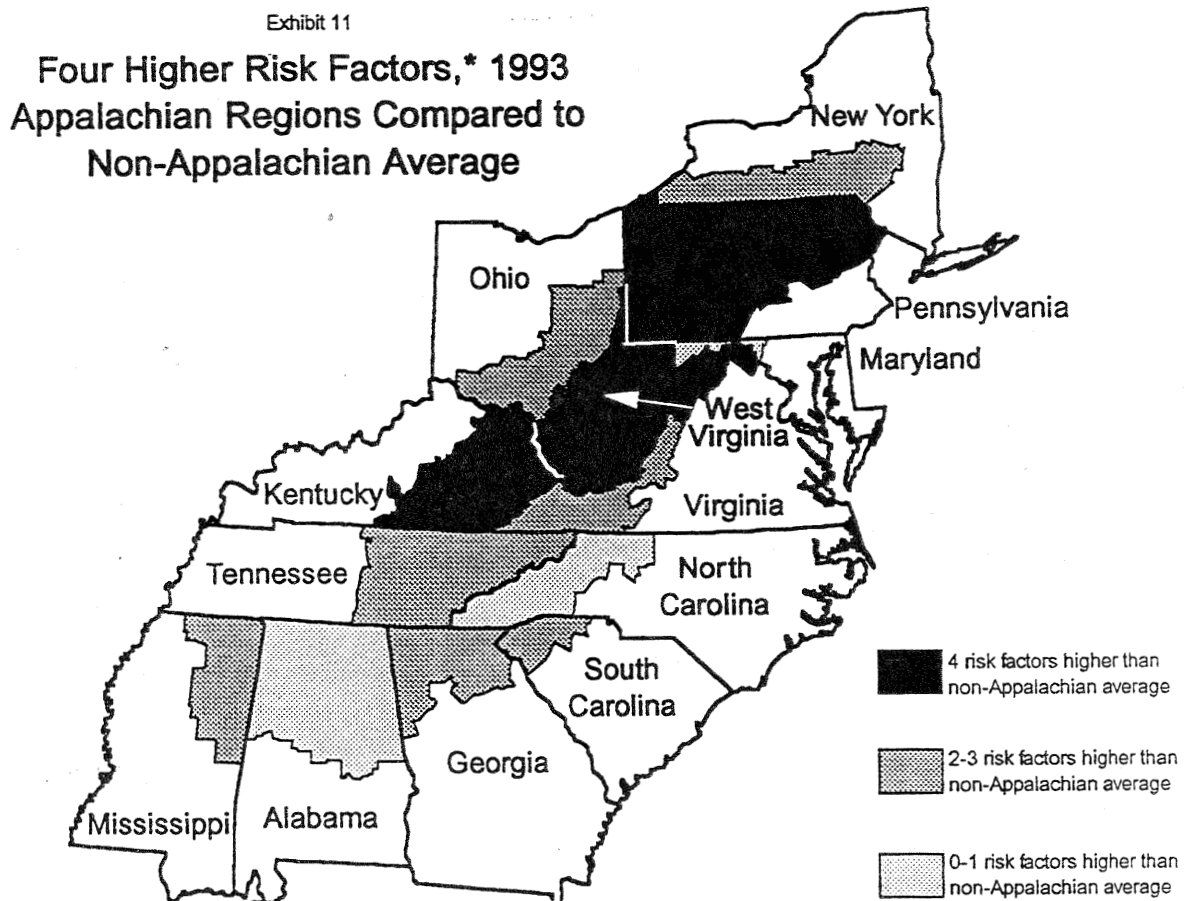 Exhibit 11
Four Higher Risk Factors,* 1993
Appalachian Regions Compared to
Non-Appalachian Average
New York
Ohio
Pennsylvania
Maryland
West
Virginia
Kentucky
Virginia
Tennessee
North
Carolina
South
Carolina
Georgia
Mississippi
Alabama
4 risk factors higher than
non-Appalachian average
2-3 risk factors higher than
non-Appalachian average
0-1 risk factors higher than
non-Appalachian average